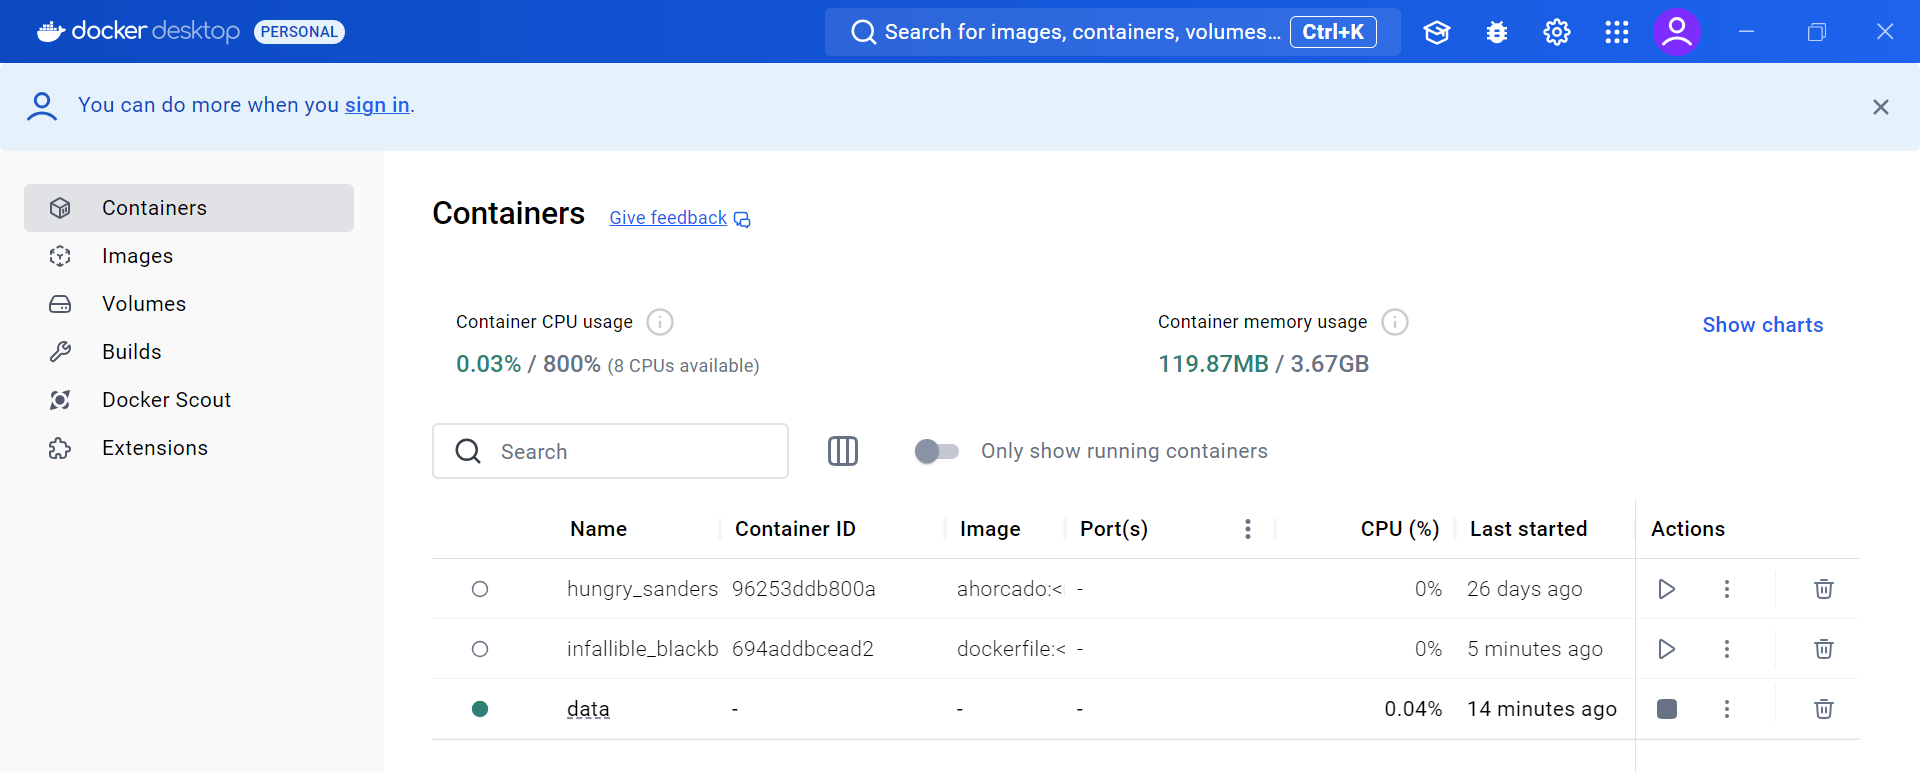 docker desktop PERSONAL
Search for images, containers, volumes... Ctrl+K
You can do more when you sign in.
Containers
Images
Volumes
Builds
Docker Scout
Extensions
Containers Give feedback
Container CPU usage
0.03% / 800% (8 CPUs available)
Container memory usage
119.87MB / 3.67GB
Show charts
Search
Only show running containers
Name Container ID Image Port(s) CPU (%) Last started Actions
hungry_sanders 96253ddb800a ahorcado:< - 0% 26 days ago
infallible_blackb 694addbcead2 dockerfile:< - 0% 5 minutes ago
data - - - 0.04% 14 minutes ago